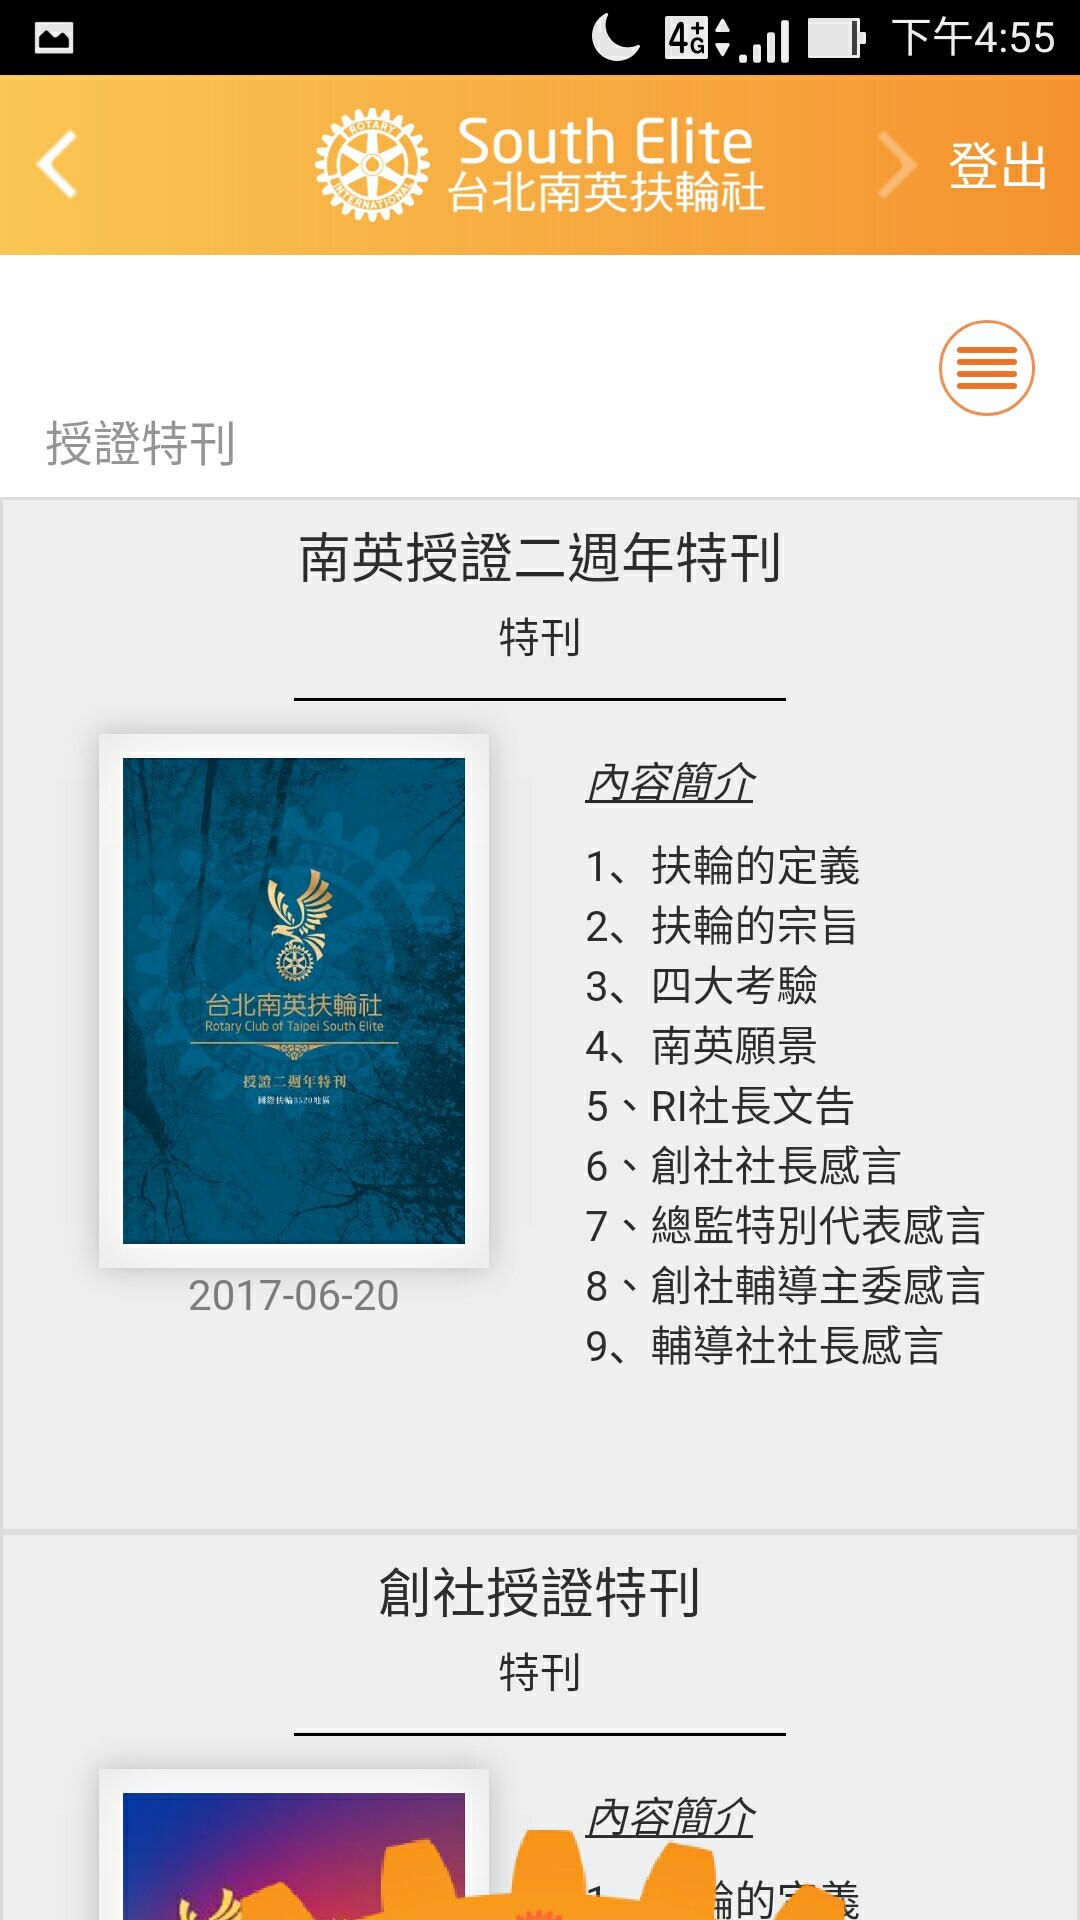 4G+
下午4:55
ROTARY
INTERNATIONAL
South Elite
台北南英扶輪社
登出
授證特刊
南英授證二週年特刊
特刊
台北南英扶輪社
Rotary Club of Taipei South Elite
授證二週年特刊
國際扶輪3520地區
2017-06-20
內容簡介
1、扶輪的定義
2、扶輪的宗旨
3、四大考驗
4、南英願景
5、RI社長文告
6、創社社長感言
7、總監特別代表感言
8、創社輔導主委感言
9、輔導社社長感言
創社授證特刊
特刊
內容簡介
輪的定義